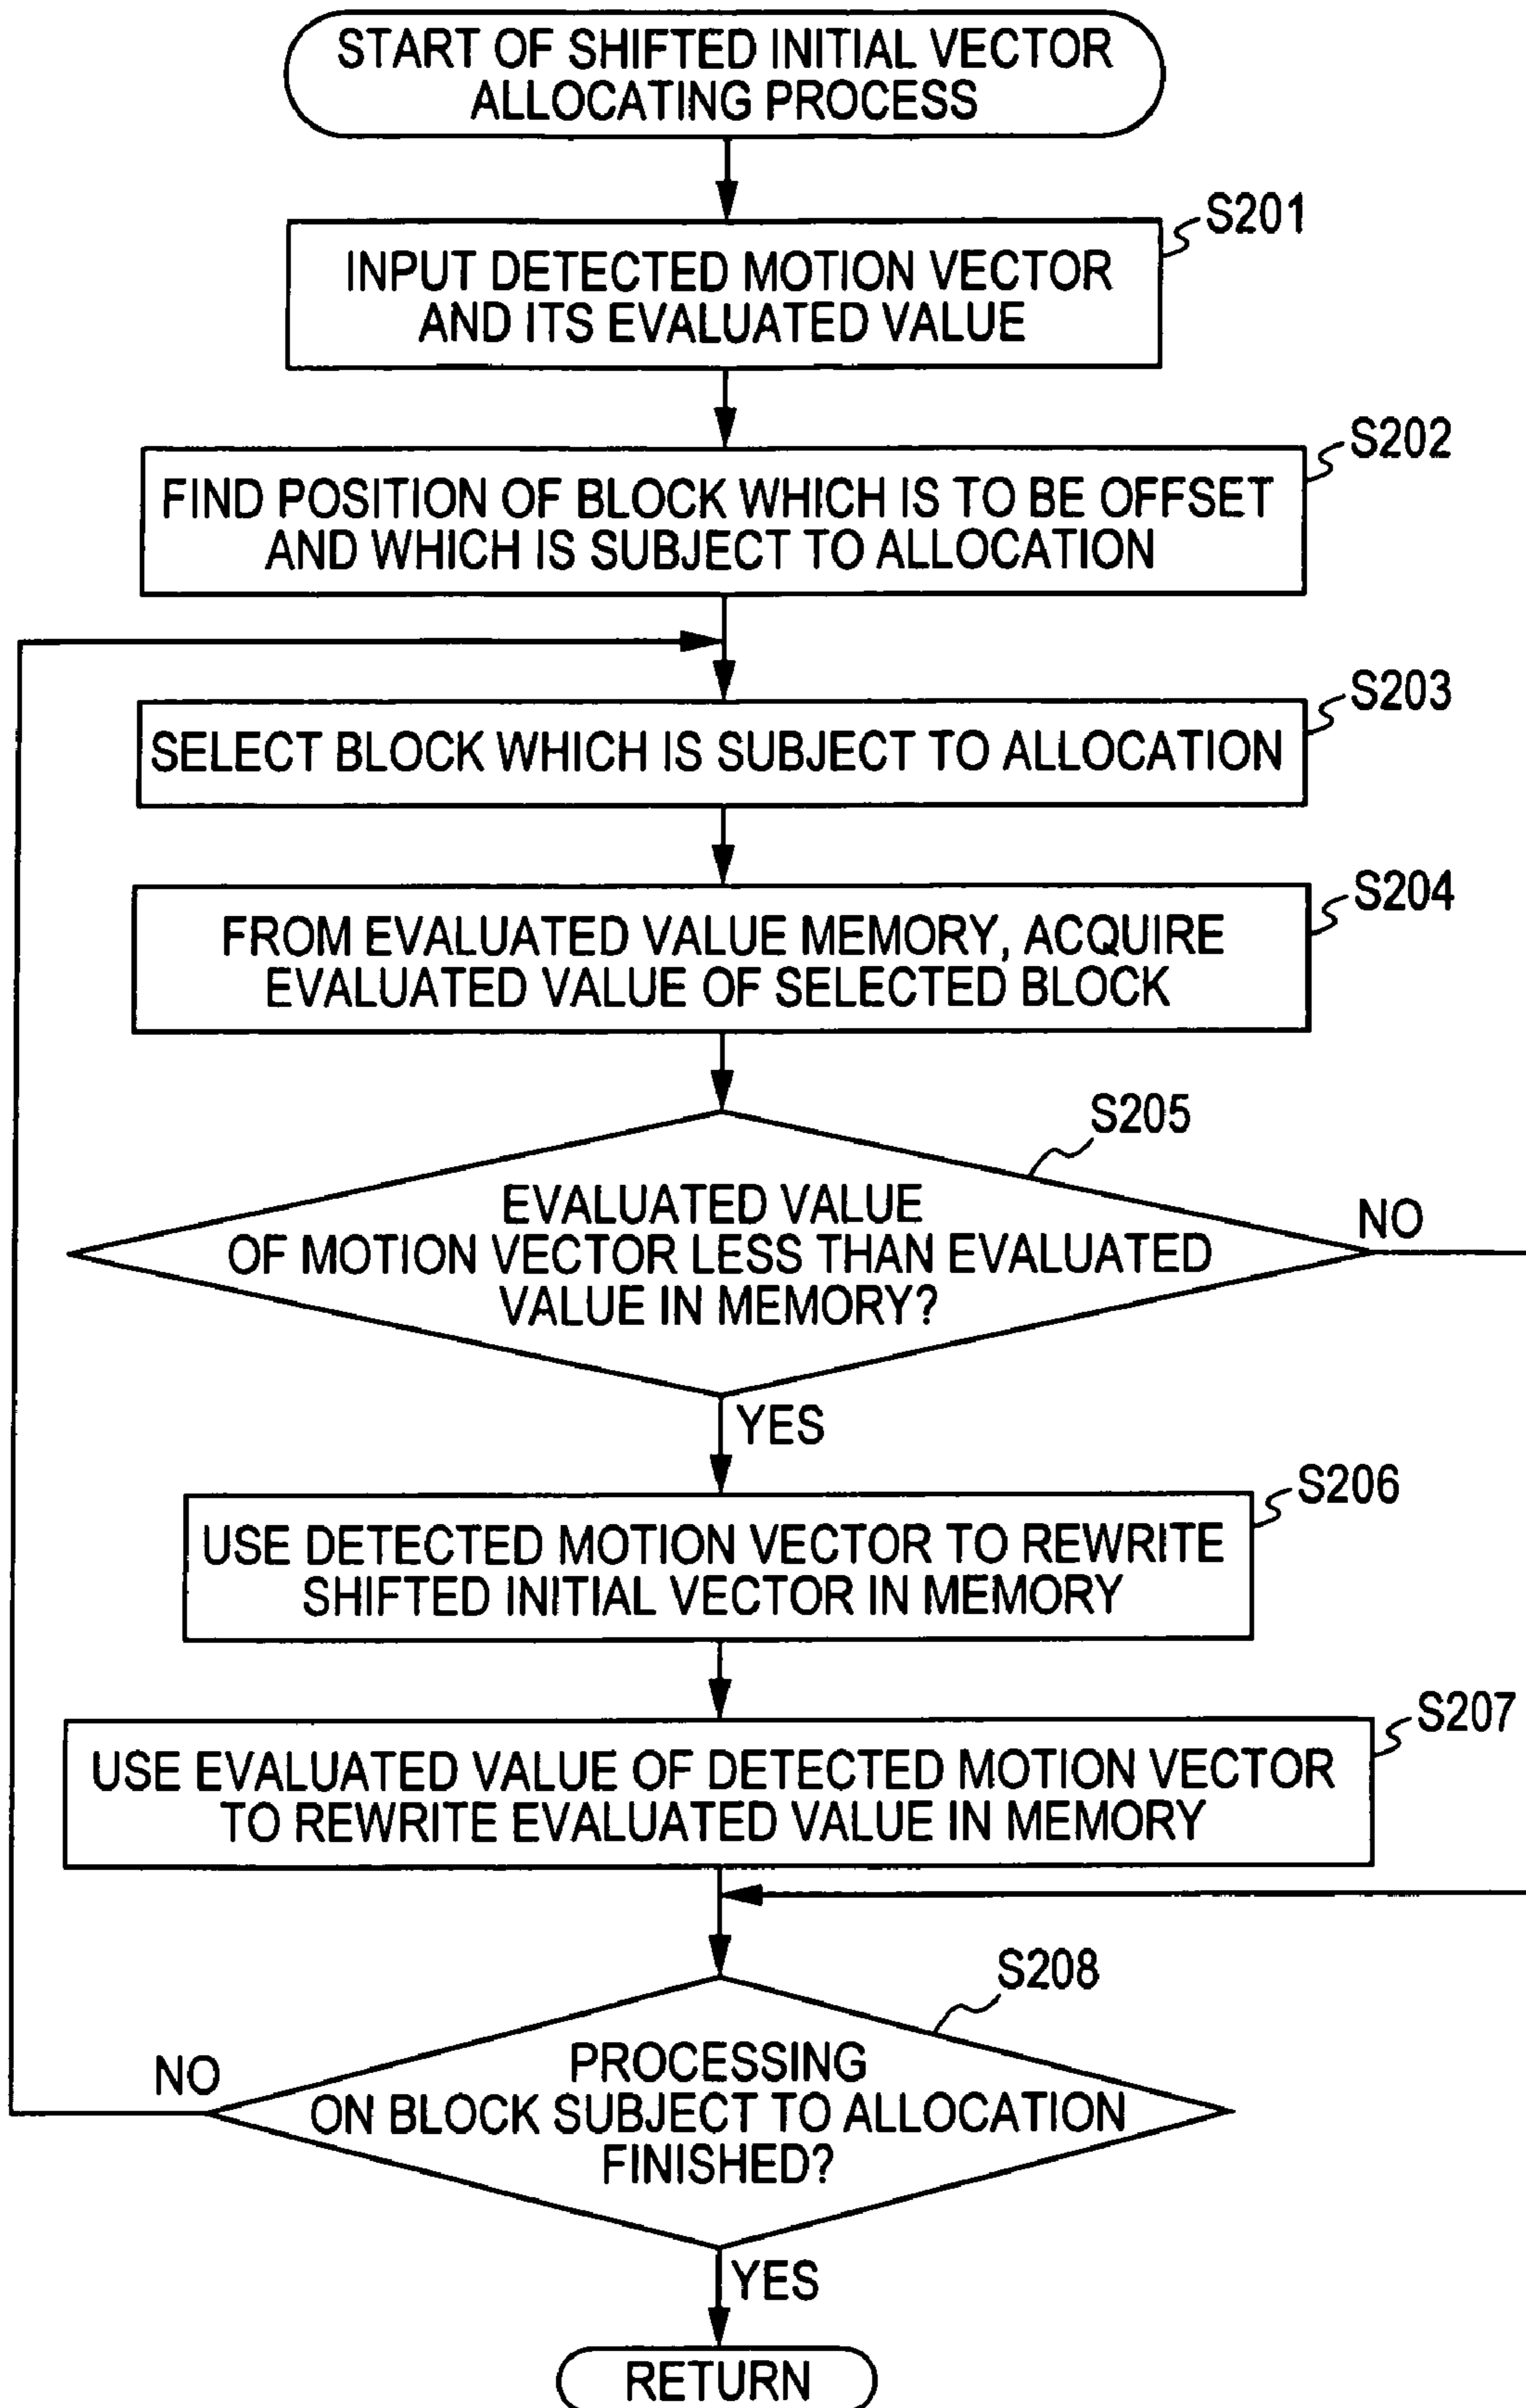 START OF SHIFTED INITIAL VECTOR
ALLOCATING PROCESS
S201
INPUT DETECTED MOTION VECTOR
AND ITS EVALUATED VALUE
S202
FIND POSITION OF BLOCK WHICH IS TO BE OFFSET
AND WHICH IS SUBJECT TO ALLOCATION
S203
SELECT BLOCK WHICH IS SUBJECT TO ALLOCATION
S204
FROM EVALUATED VALUE MEMORY, ACQUIRE
EVALUATED VALUE OF SELECTED BLOCK
S205
EVALUATED VALUE
OF MOTION VECTOR LESS THAN EVALUATED
VALUE IN MEMORY?
NO
YES
S206
USE DETECTED MOTION VECTOR TO REWRITE
SHIFTED INITIAL VECTOR IN MEMORY
S207
USE EVALUATED VALUE OF DETECTED MOTION VECTOR
TO REWRITE EVALUATED VALUE IN MEMORY
S208
PROCESSING
ON BLOCK SUBJECT TO ALLOCATION
FINISHED?
NO
YES
RETURN